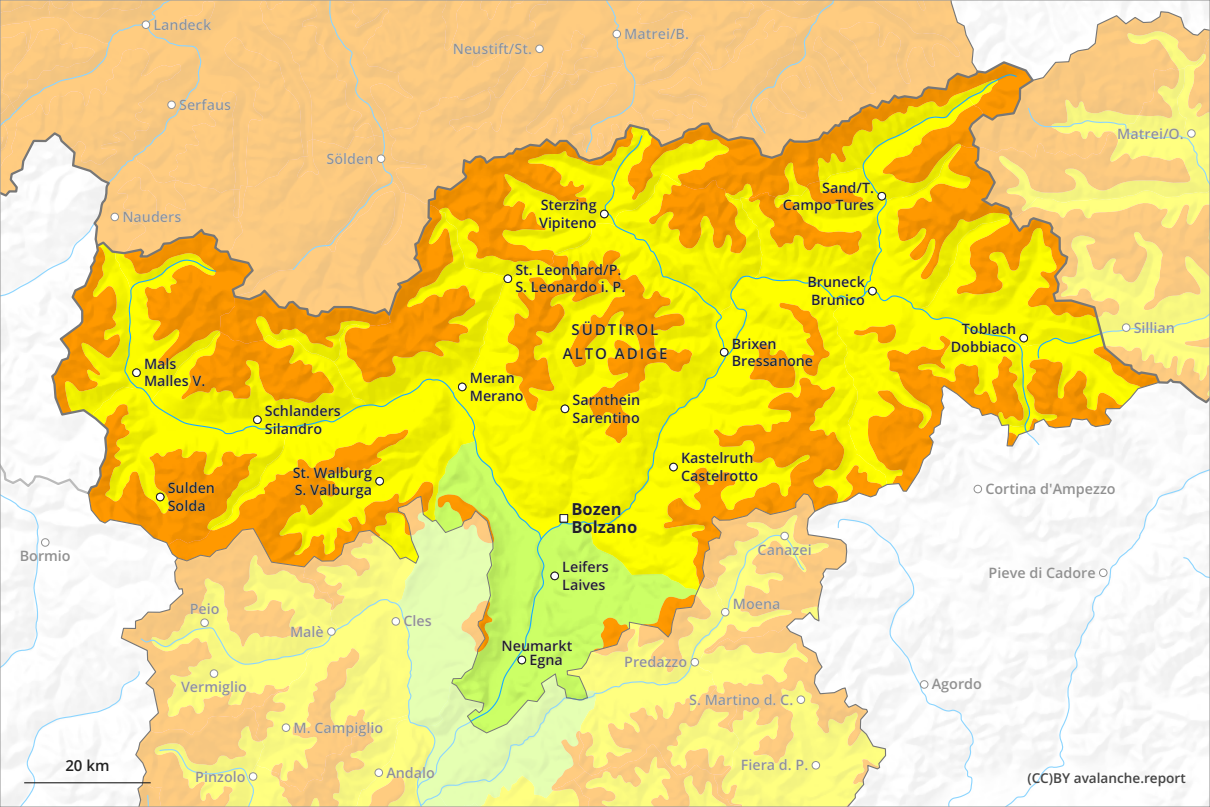 Landeck
Matrei/B.
Neustift/St.
Serfaus
Matrei/O.
Sölden
Sand/T.
Campo Tures
Sterzing
Vipiteno
Nauders
St. Leonhard/P.
S. Leonardo i. P.
Bruneck
Brunico
SÜDTIROL
ALTO ADIGE
Toblach
Dobbiaco
Sillian
Brixen
Bressanone
Mals
Malles V.
Meran
Merano
Sarnthein
Sarentino
Schlanders
Silandro
Kastelruth
Castelrotto
St. Walburg
S. Valburga
Sulden
Solda
Cortina d'Ampezzo
Bozen
Bolzano
Bormio
Canazei
Leifers
Laives
Pieve di Cadore
Peio
Moena
Malè
Cles
Neumarkt
Egna
Predazzo
Vermiglio
Agordo
S. Martino d. C.
M. Campiglio
20 km
Pinzolo
Andalo
Fiera d. P.
(CC)BY avalanche.report